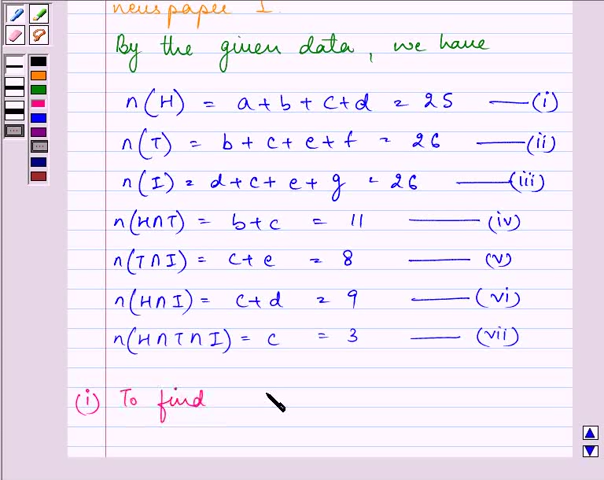 newspaper I.
By the given data, we have
n(H) = a+b+c+d = 25 —(i)
n(T) = b+c+e+f = 26 —(ii)
n(I) = d+c+e+g = 26 —(iii)
n(H∩T) = b+c = 11 —(iv)
n(T∩I) = c+e = 8 —(v)
n(H∩I) = c+d = 9 —(vi)
n(H∩T∩I) = c = 3 —(vii)
(i) To find